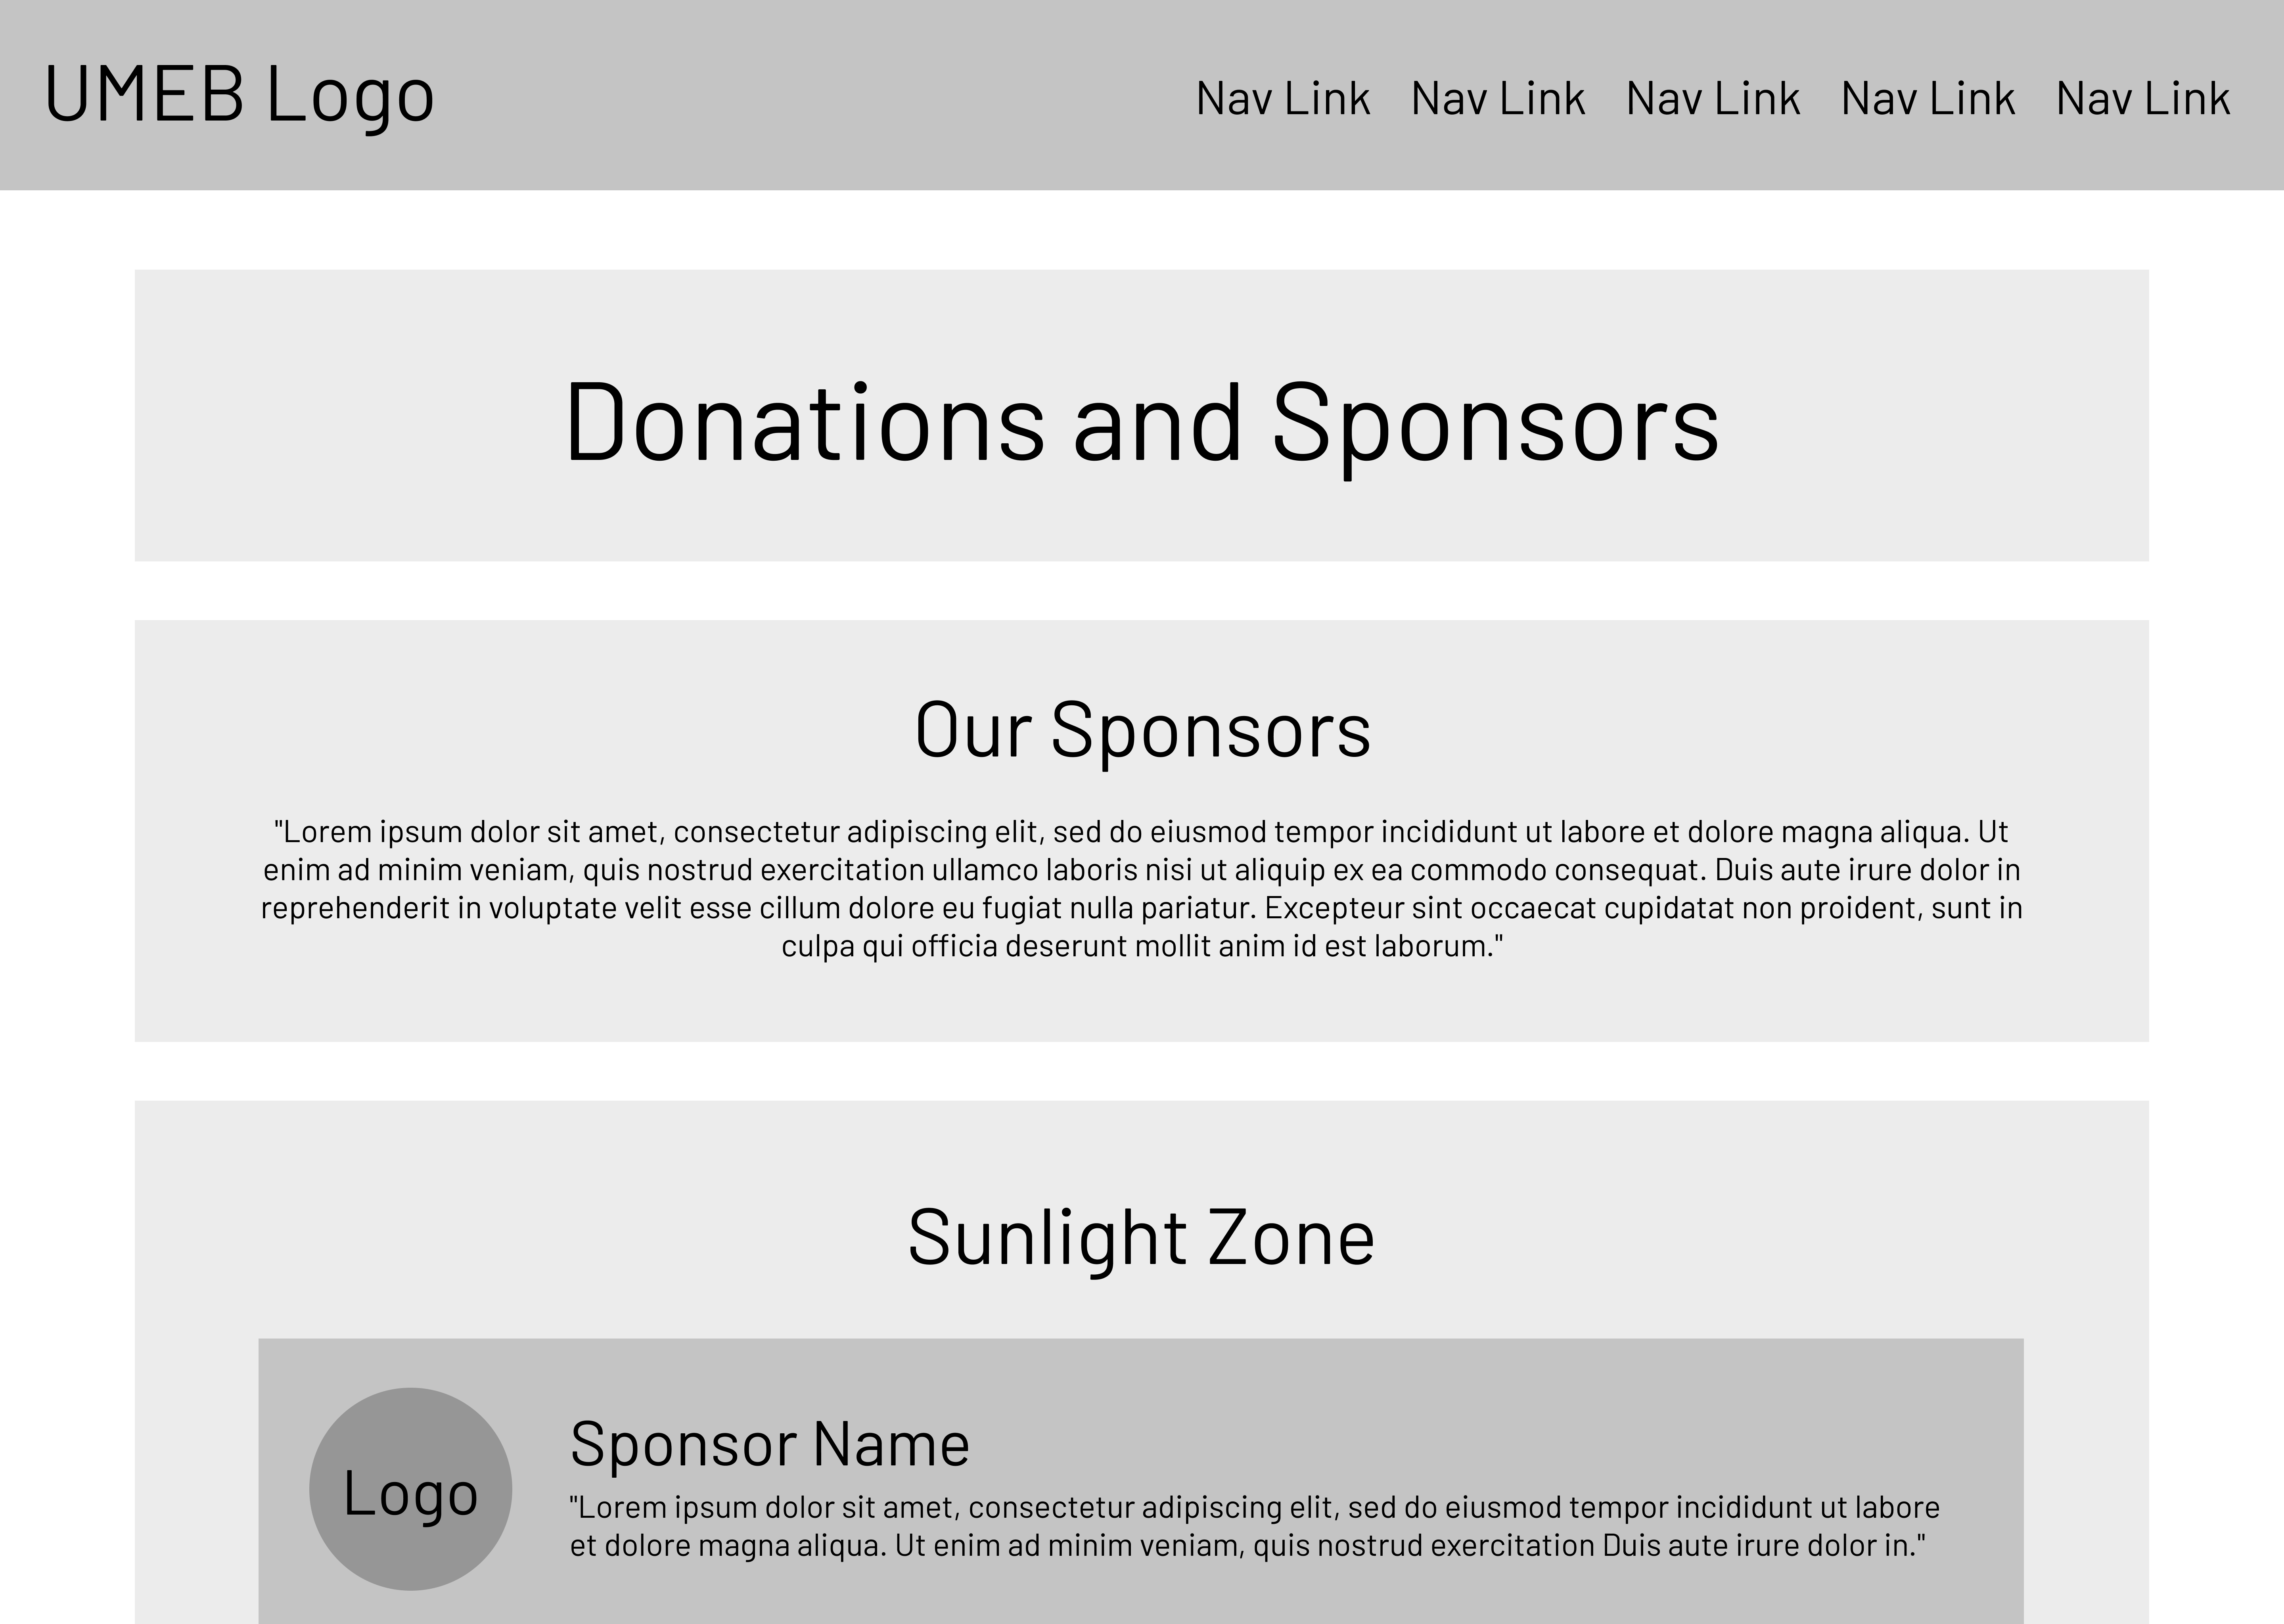 UMEB Logo
Nav Link Nav Link Nav Link Nav Link Nav Link
Donations and Sponsors
Our Sponsors
"Lorem ipsum dolor sit amet, consectetur adipiscing elit, sed do eiusmod tempor incididunt ut labore et dolore magna aliqua. Ut
enim ad minim veniam, quis nostrud exercitation ullamco laboris nisi ut aliquip ex ea commodo consequat. Duis aute irure dolor in
reprehenderit in voluptate velit esse cillum dolore eu fugiat nulla pariatur. Excepteur sint occaecat cupidatat non proident, sunt in
culpa qui officia deserunt mollit anim id est laborum."
Sunlight Zone
Logo
Sponsor Name
"Lorem ipsum dolor sit amet, consectetur adipiscing elit, sed do eiusmod tempor incididunt ut labore
et dolore magna aliqua. Ut enim ad minim veniam, quis nostrud exercitation Duis aute irure dolor in."